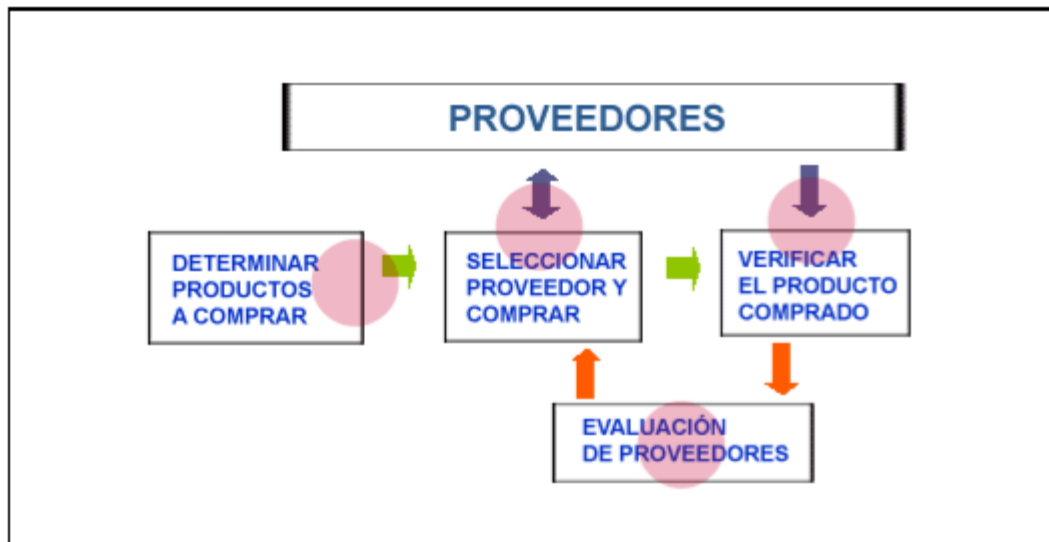 PROVEEDORES
DETERMINAR
PRODUCTOS
A COMPRAR
SELECCIONAR
PROVEEDOR Y
COMPRAR
VERIFICAR
EL PRODUCTO
COMPRADO
EVALUACIÓN
DE PROVEEDORES